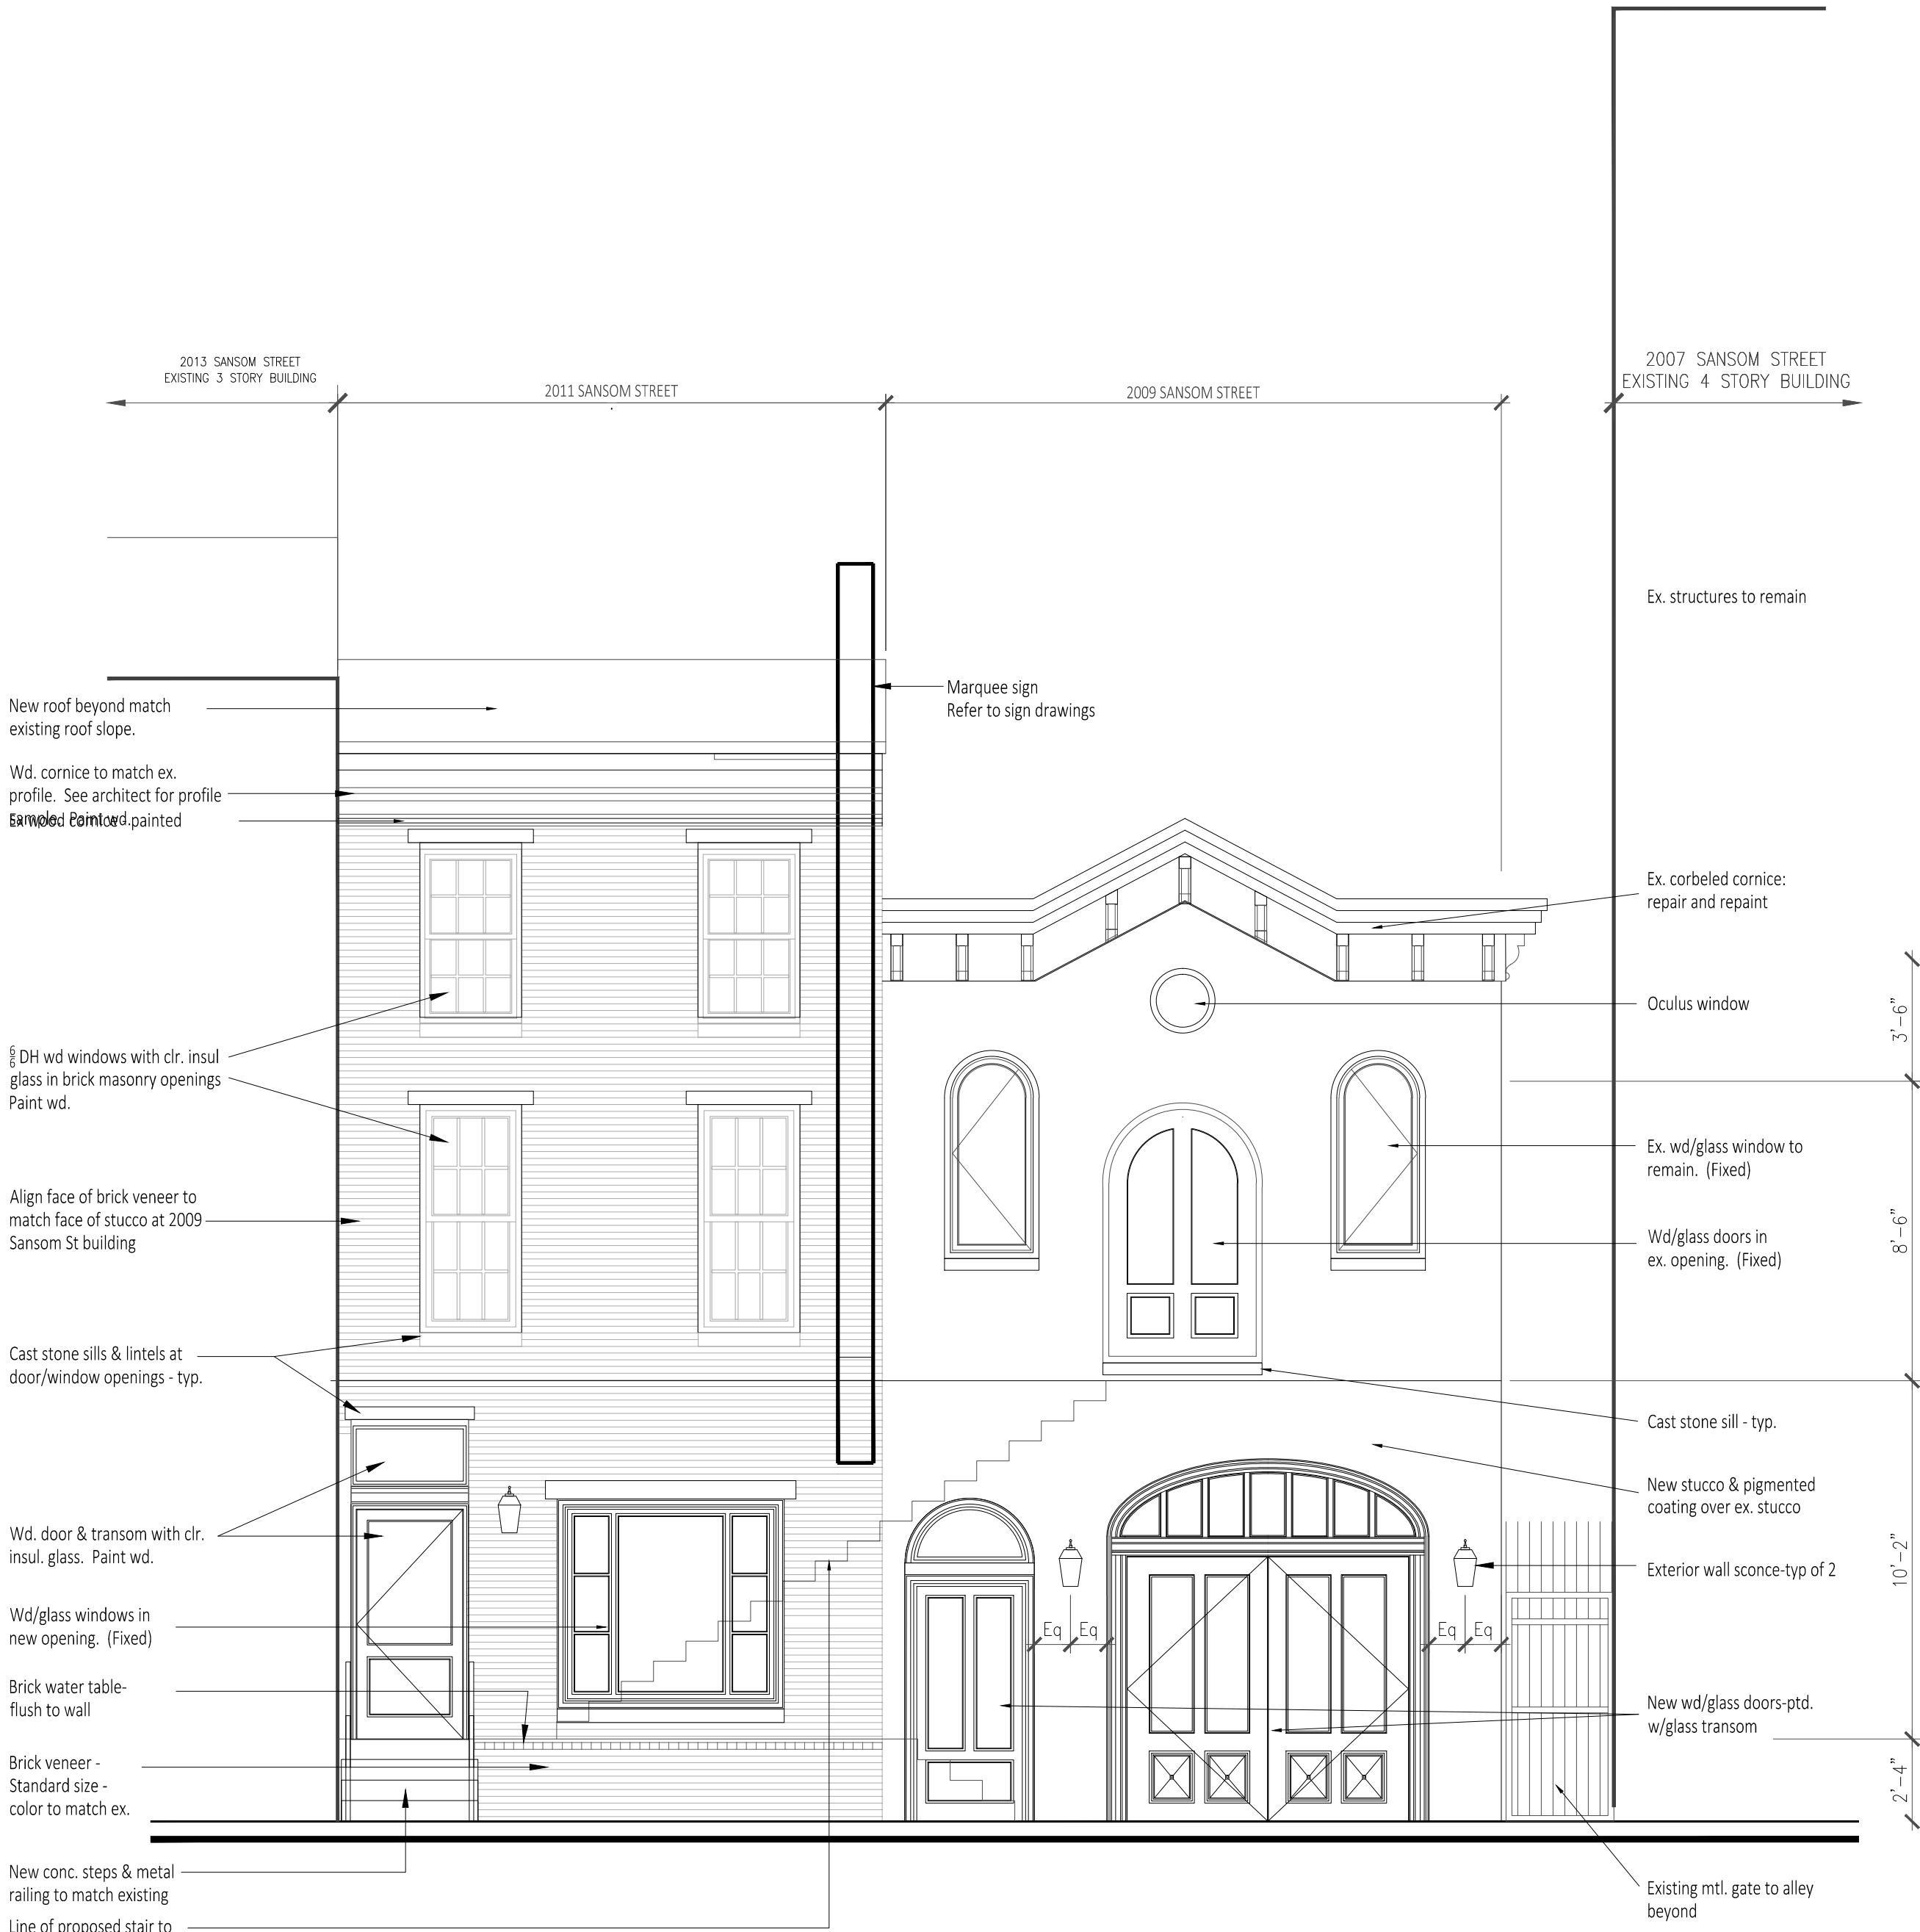 2013 SANSOM STREET
EXISTING 3 STORY BUILDING
2011 SANSOM STREET
2009 SANSOM STREET
2007 SANSOM STREET
EXISTING 4 STORY BUILDING
New roof beyond match
existing roof slope.
Wd. cornice to match ex.
profile. See architect for profile
sample. Paint wd.
Ex wood cornice - painted
6/6 DH wd windows with clr. insul
glass in brick masonry openings
Paint wd.
Align face of brick veneer to
match face of stucco at 2009
Sansom St building
Cast stone sills & lintels at
door/window openings - typ.
Wd. door & transom with clr.
insul. glass. Paint wd.
Wd/glass windows in
new opening. (Fixed)
Brick water table-
flush to wall
Brick veneer -
Standard size -
color to match ex.
New conc. steps & metal
railing to match existing
Line of proposed stair to
Marquee sign
Refer to sign drawings
Eq Eq
Eq Eq
Ex. structures to remain
Ex. corbeled cornice:
repair and repaint
Oculus window
Ex. wd/glass window to
remain. (Fixed)
Wd/glass doors in
ex. opening. (Fixed)
Cast stone sill - typ.
New stucco & pigmented
coating over ex. stucco
Exterior wall sconce-typ of 2
New wd/glass doors-ptd.
w/glass transom
Existing mtl. gate to alley
beyond
3'-6"
8'-6"
10'-2"
2'-4"